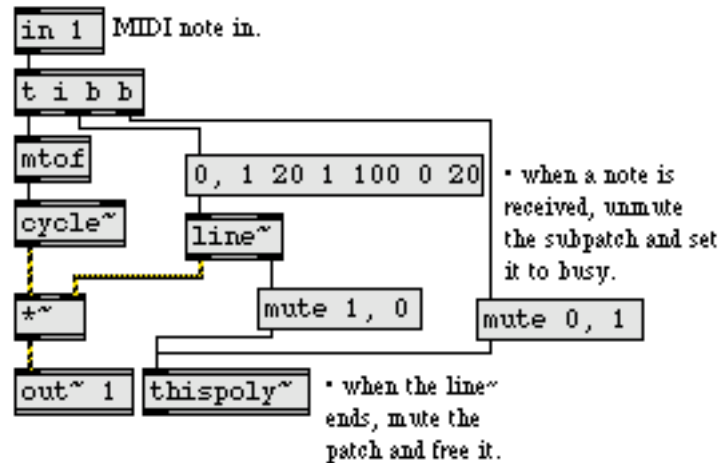 in 1
MIDI note in.
t i b b
mtof
0, 1 20 1 100 0 20
cycle~
line~
• when a note is
received, unmute
the subpatch and set
it to busy.
*~
mute 1, 0
mute 0, 1
out~ 1
thispoly~
• when the line~
ends, mute the
patch and free it.